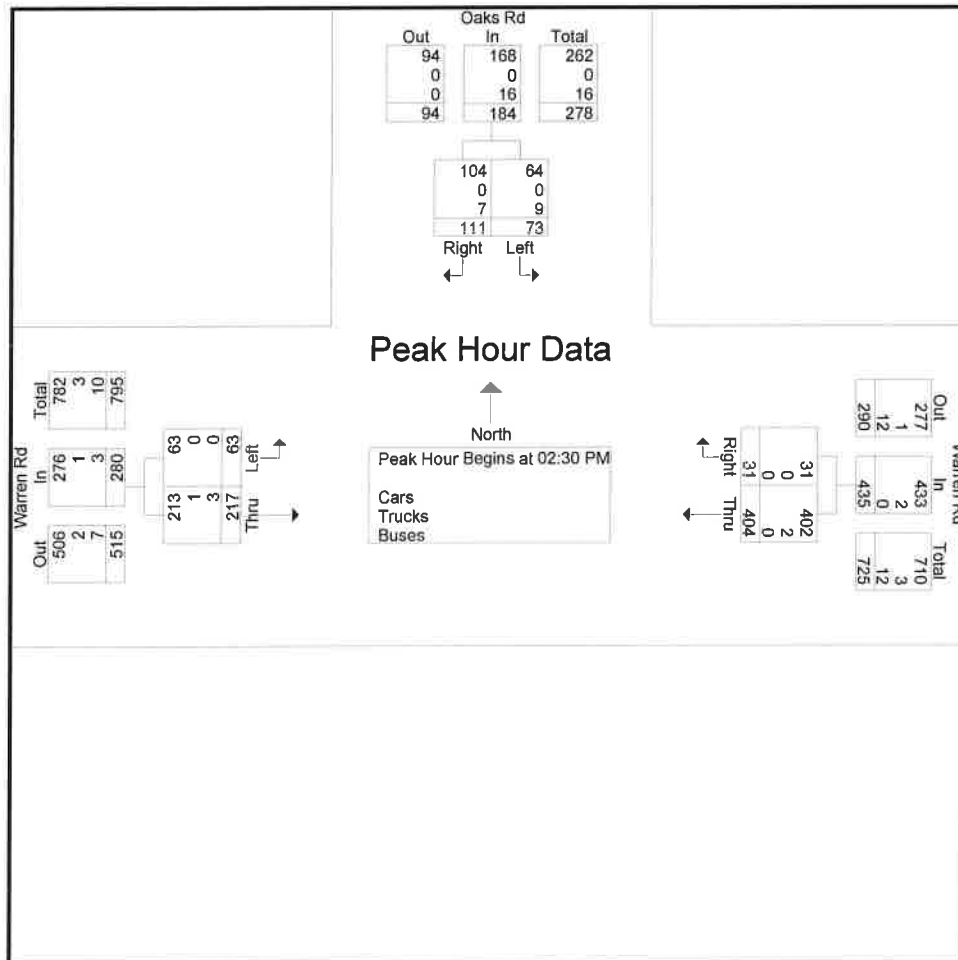 Oaks Rd
Out In Total
94 168 262
0 0 0
0 16 16
94 184 278
104 64
0 0
7 9
111 73
Right Left
Peak Hour Data
North
Peak Hour Begins at 02:30 PM
Cars
Trucks
Buses
Warren Rd
Total
782
3
10
795
In
276
1
3
280
Out
506
2
7
515
63
0
0
63
Left
213
1
3
217
Thru
Right
31
0
0
31
Thru
402
2
0
404
Warren Rd
Out
277
1
12
290
In
433
2
0
435
Total
710
3
12
725